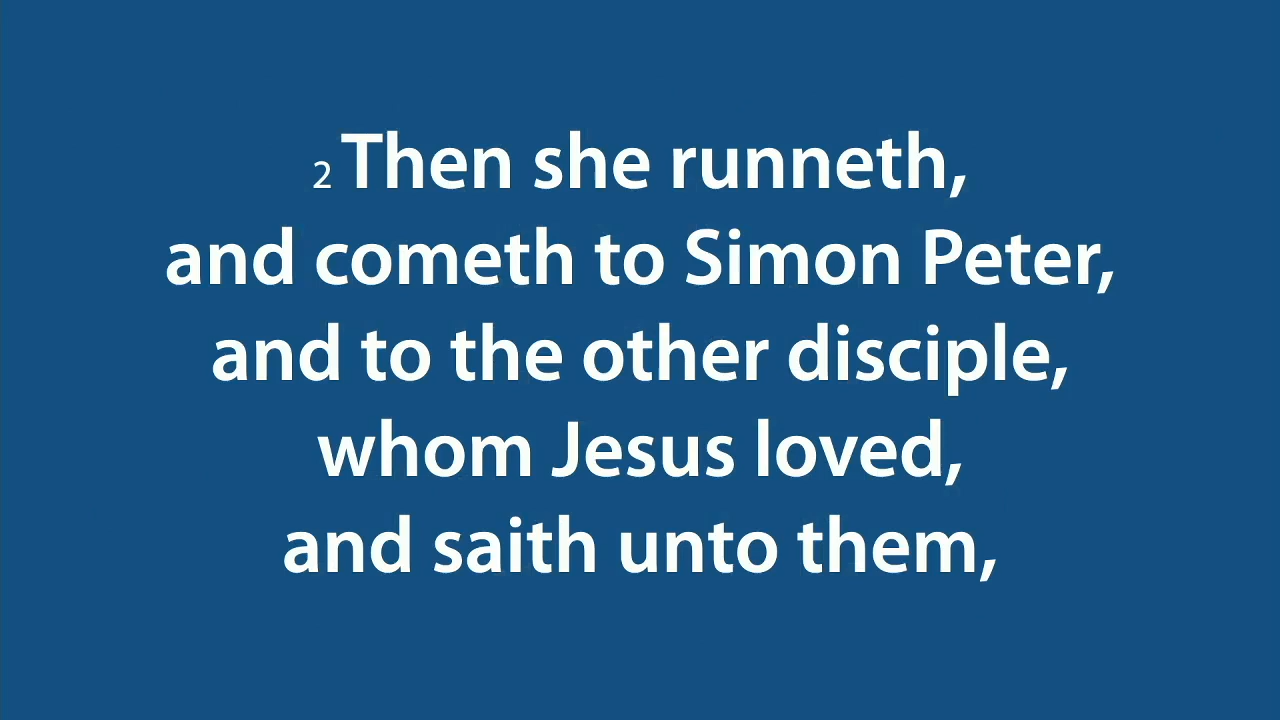 2 Then she runneth,
and cometh to Simon Peter,
and to the other disciple,
whom Jesus loved,
and saith unto them,